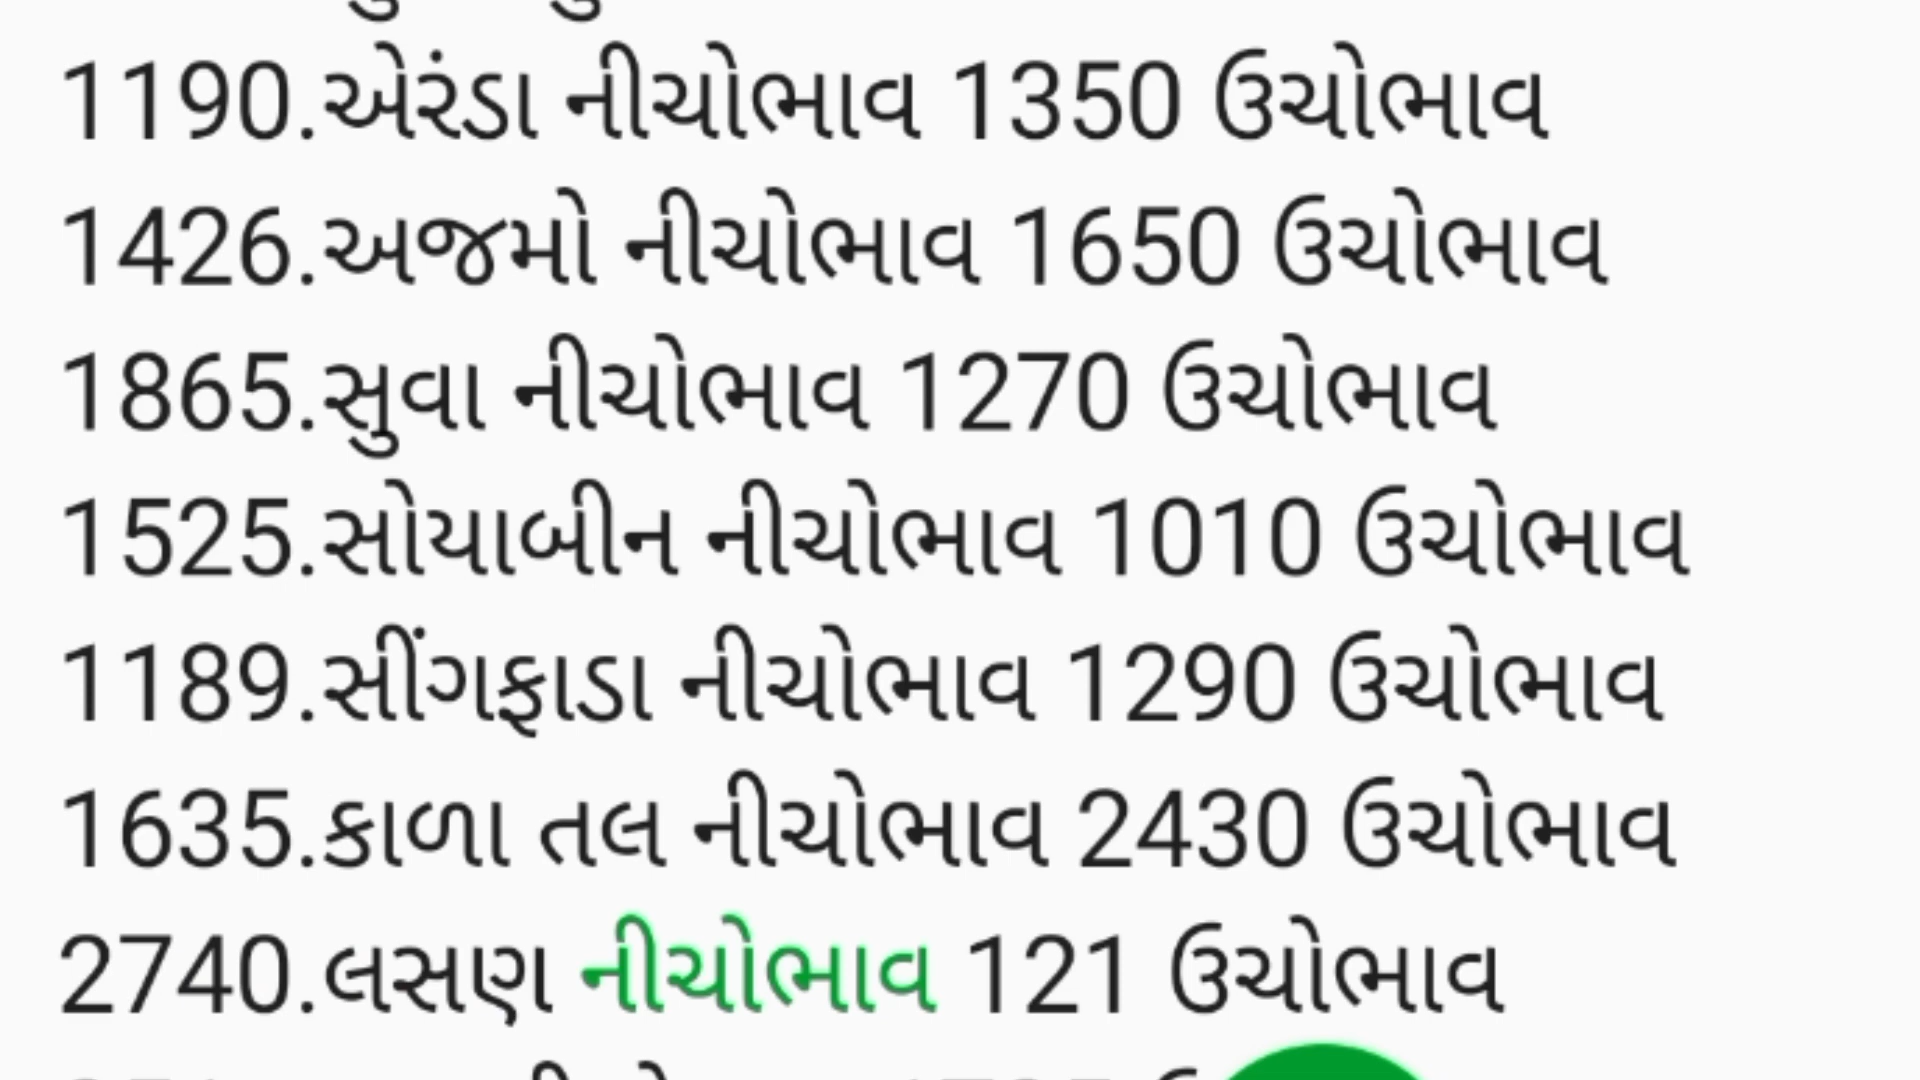 1190.એરંડા નીચોભાવ 1350 ઉચોભાવ
1426.અજમો નીચોભાવ 1650 ઉચોભાવ
1865.સુવા નીચોભાવ 1270 ઉચોભાવ
1525.સોયાબીન નીચોભાવ 1010 ઉચોભાવ
1189.સીંગફાડા નીચોભાવ 1290 ઉચોભાવ
1635.કાળા તલ નીચોભાવ 2430 ઉચોભાવ
2740.લસણ નીચોભાવ 121 ઉચોભાવ